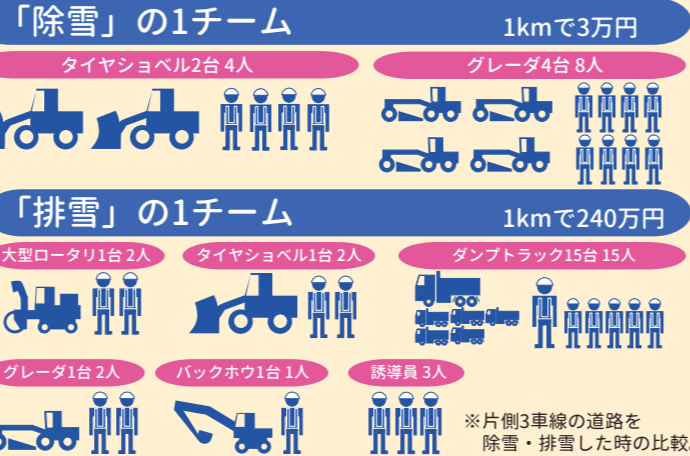 「除雪」の1チーム
1kmで3万円
タイヤショベル2台 4人
グレーダ4台 8人
「排雪」の1チーム
1kmで240万円
大型ロータリ1台 2人
タイヤショベル1台 2人
ダンプトラック15台 15人
グレーダ1台 2人
バックホウ1台 1人
誘導員 3人
※片側3車線の道路を
除雪・排雪した時の比較。